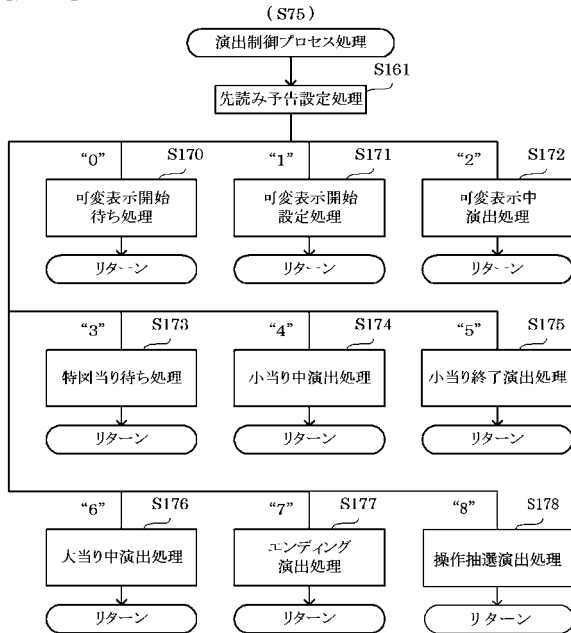 (S75)
演出制御プロセス処理
S161
先読み予告設定処理
“0”
S170
“1”
S171
“2”
S172
可変表示開始
待ち処理
可変表示開始
設定処理
可変表示中
演出処理
リターン
リターン
リターン
“3”
S173
“4”
S174
“5”
S175
特図当り待ち処理
小当り中演出処理
小当り終了演出処理
リターン
リターン
リターン
“6”
S176
“7”
S177
“8”
S178
大当り中演出処理
エンディング
演出処理
操作抽選演出処理
リターン
リターン
リターン